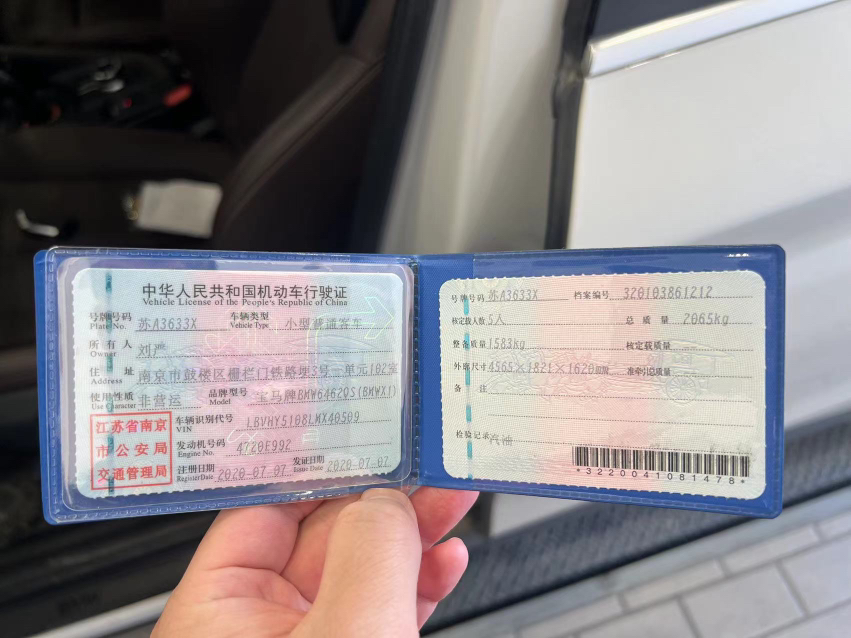 中华人民共和国机动车行驶证
Vehicle License of the People's Republic of China
号牌号码 苏A3633X 车辆类型 小型普通客车
Plate No. Vehicle Type
所有人 刘严
Owner
住址 南京市鼓楼区栅栏门铁路坝3号二单元102室
Address
使用性质 非营运 品牌型号 宝马牌BMW6462QS(BMWX1)
Use Character Model
江苏省南京
市公安局
交通管理局
车辆识别代号 LBVHY5108LMX40509
VIN
发动机号码 4720E992
Engine No.
注册日期 2020-07-07 发证日期 2020-07-07
Register Date Issue Date
号牌号码 苏A3633X 档案编号 320103861212
核定载人数 5人 总质量 2065kg
整备质量 1583kg 核定载质量
外廓尺寸 4565×1821×1620mm 准牵引总质量
备注
检验记录 汽油
*3220041081478*